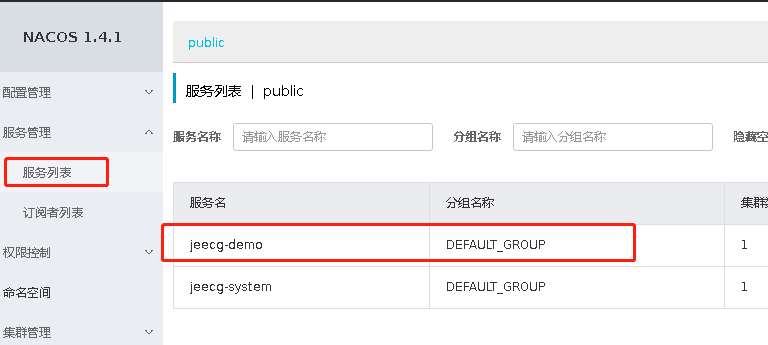 NACOS 1.4.1
public
配置管理
服务列表 | public
服务管理
服务名称 请输入服务名称 分组名称 请输入分组名称 隐藏空
服务列表
服务名 分组名称 集群
订阅者列表
jeecg-demo DEFAULT_GROUP 1
权限控制
jeecg-system DEFAULT_GROUP 1
命名空间
集群管理